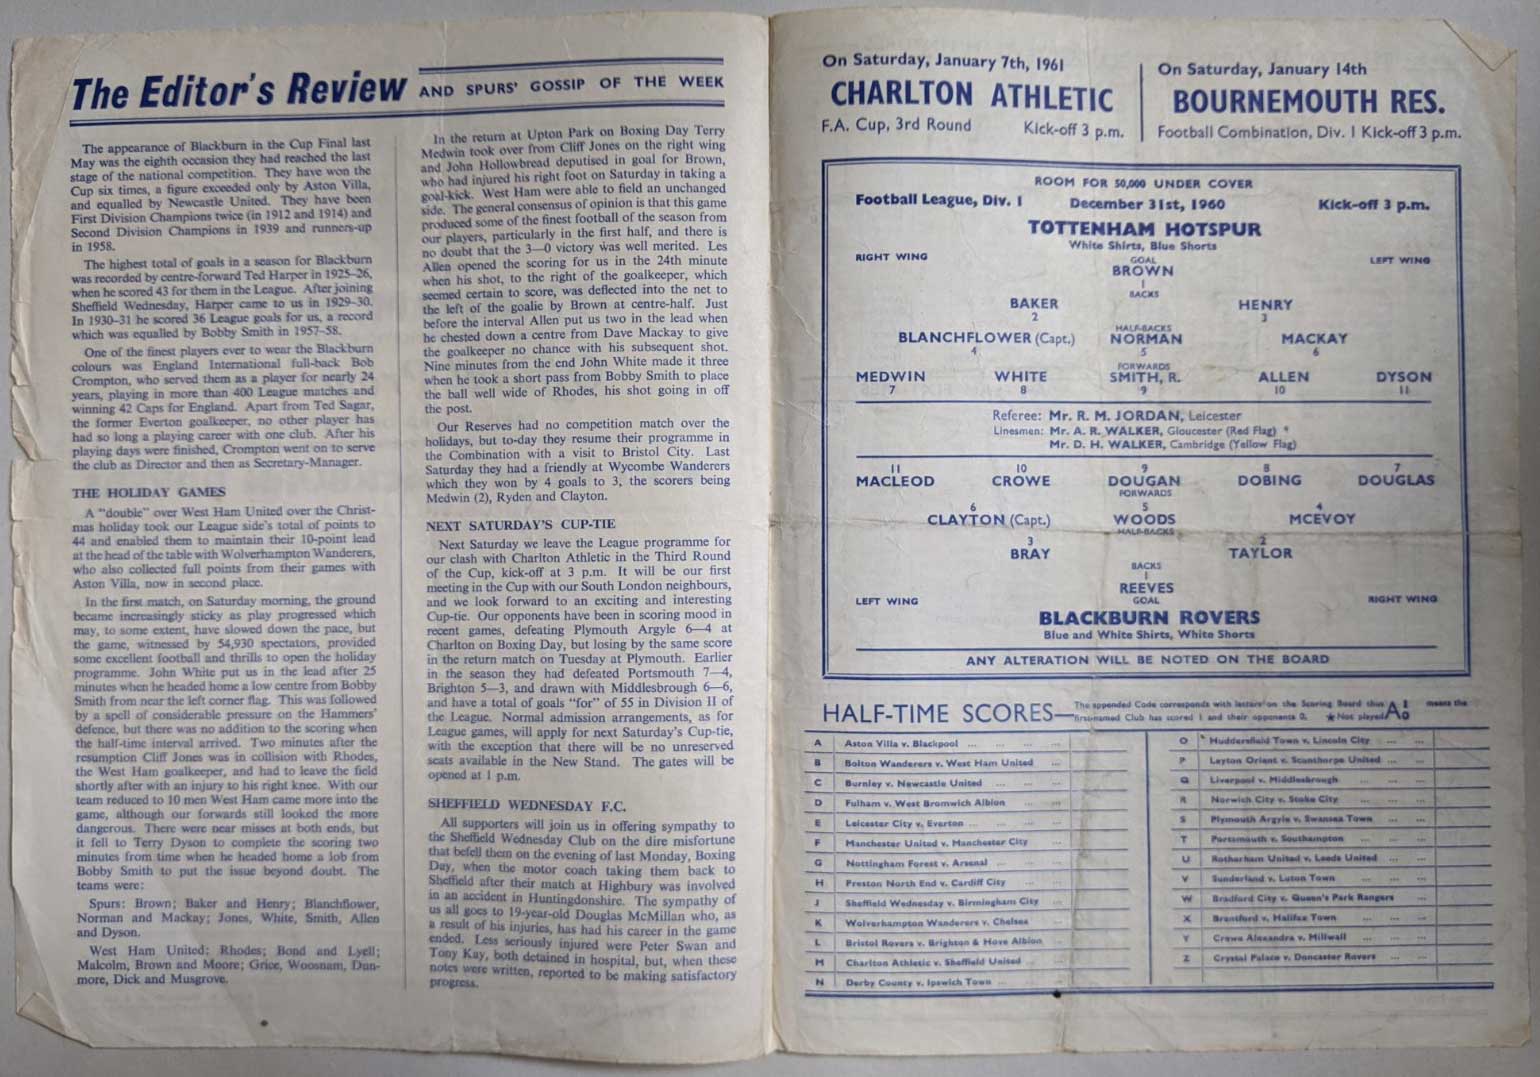 The Editor's Review AND SPURS' GOSSIP OF THE WEEK
The appearance of Blackburn in the Cup Final last
May was the eighth occasion they had reached the last
stage of the national competition. They have won the
Cup six times, a figure exceeded only by Aston Villa,
and equalled by Newcastle United. They have been
First Division Champions twice (in 1912 and 1914) and
Second Division Champions in 1939 and runners-up
in 1958.
The highest total of goals in a season for Blackburn
was recorded by centre-forward Ted Harper in 1925-26,
when he scored 43 for them in the League. After joining
Sheffield Wednesday, Harper came to us in 1929-30.
In 1930-31 he scored 36 League goals for us, a record
which was equalled by Bobby Smith in 1957-58.
One of the finest players ever to wear the Blackburn
colours was England International full-back Bob
Crompton, who served them as a player for nearly 24
years, playing in more than 400 League matches and
winning 42 Caps for England. Apart from Ted Sagar,
the former Everton goalkeeper, no other player has
had so long a playing career with one club. After his
playing days were finished, Crompton went on to serve
the club as Director and then as Secretary-Manager.
THE HOLIDAY GAMES
A "double" over West Ham United over the Christ-
mas holiday took our League side's total of points to
44 and enabled them to maintain their 10-point lead
at the head of the table with Wolverhampton Wanderers,
who also collected full points from their games with
Aston Villa, now in second place.
In the first match, on Saturday morning, the ground
became increasingly sticky as play progressed which
may, to some extent, have slowed down the pace, but
the game, witnessed by 54,930 spectators, provided
some excellent football and thrills to open the holiday
programme. John White put us in the lead after 25
minutes when he headed home a low centre from Bobby
Smith from near the left corner flag. This was followed
by a spell of considerable pressure on the Hammers'
defence, but there was no addition to the scoring when
the half-time interval arrived. Two minutes after the
resumption Cliff Jones was in collision with Rhodes,
the West Ham goalkeeper, and had to leave the field
shortly after with an injury to his right knee. With our
team reduced to 10 men West Ham came more into the
game, although our forwards still looked the more
dangerous. There were near misses at both ends, but
it fell to Terry Dyson to complete the scoring two
minutes from time when he headed home a lob from
Bobby Smith to put the issue beyond doubt. The
teams were:
Spurs: Brown; Baker and Henry; Blanchflower,
Norman and Mackay; Jones, White, Smith, Allen
and Dyson.
West Ham United: Rhodes; Bond and Lyell;
Malcolm, Brown and Moore; Grice, Woosnam, Dun-
more, Dick and Musgrove.
In the return at Upton Park on Boxing Day Terry
Medwin took over from Cliff Jones on the right wing
and John Hollowbread deputised in goal for Brown,
who had injured his right foot on Saturday in taking a
goal-kick. West Ham were able to field an unchanged
side. The general consensus of opinion is that this game
produced some of the finest football of the season from
our players, particularly in the first half, and there is
no doubt that the 3—0 victory was well merited. Les
Allen opened the scoring for us in the 24th minute
when his shot, to the right of the goalkeeper, which
seemed certain to score, was deflected into the net to
the left of the goalie by Brown at centre-half. Just
before the interval Allen put us two in the lead when
he chested down a centre from Dave Mackay to give
the goalkeeper no chance with his subsequent shot.
Nine minutes from the end John White made it three
when he took a short pass from Bobby Smith to place
the ball well wide of Rhodes, his shot going in off
the post.
Our Reserves had no competition match over the
holidays, but to-day they resume their programme in
the Combination with a visit to Bristol City. Last
Saturday they had a friendly at Wycombe Wanderers
which they won by 4 goals to 3, the scorers being
Medwin (2), Ryden and Clayton.
NEXT SATURDAY'S CUP-TIE
Next Saturday we leave the League programme for
our clash with Charlton Athletic in the Third Round
of the Cup, kick-off at 3 p.m. It will be our first
meeting in the Cup with our South London neighbours,
and we look forward to an exciting and interesting
Cup-tie. Our opponents have been in scoring mood in
recent games, defeating Plymouth Argyle 6—4 at
Charlton on Boxing Day, but losing by the same score
in the return match on Tuesday at Plymouth. Earlier
in the season they had defeated Portsmouth 7—4,
Brighton 5—3, and drawn with Middlesbrough 6—6,
and have a total of goals "for" of 55 in Division II of
the League. Normal admission arrangements, as for
League games, will apply for next Saturday's Cup-tie,
with the exception that there will be no unreserved
seats available in the New Stand. The gates will be
opened at 1 p.m.
SHEFFIELD WEDNESDAY F.C.
All supporters will join us in offering sympathy to
the Sheffield Wednesday Club on the dire misfortune
that befell them on the evening of last Monday, Boxing
Day, when the motor coach taking them back to
Sheffield after their match at Highbury was involved
in an accident in Huntingdonshire. The sympathy of
us all goes to 19-year-old Douglas McMillan who, as
a result of his injuries, has had his career in the game
ended. Less seriously injured were Peter Swan and
Tony Kay, both detained in hospital, but, when these
notes were written, reported to be making satisfactory
progress.
On Saturday, January 7th, 1961
CHARLTON ATHLETIC
F.A. Cup, 3rd Round Kick-off 3 p.m.
On Saturday, January 14th
BOURNEMOUTH RES.
Football Combination, Div. 1 Kick-off 3 p.m.
ROOM FOR 50,000 UNDER COVER
Football League, Div. 1 December 31st, 1960 Kick-off 3 p.m.
TOTTENHAM HOTSPUR
White Shirts, Blue Shorts
RIGHT WING GOAL LEFT WING
BROWN
1
BACKS
BAKER HENRY
2 3
HALF-BACKS
BLANCHFLOWER (Capt.) NORMAN MACKAY
4 5 6
FORWARDS
MEDWIN WHITE SMITH, R. ALLEN DYSON
7 8 9 10 11
Referee: Mr. R. M. JORDAN, Leicester
Linesmen: Mr. A. R. WALKER, Gloucester (Red Flag)
Mr. D. H. WALKER, Cambridge (Yellow Flag)
11 10 9 8 7
MACLEOD CROWE DOUGAN DOBING DOUGLAS
FORWARDS
6 5 4
CLAYTON (Capt.) WOODS MCEVOY
HALF-BACKS
3 2
BRAY TAYLOR
BACKS
1
REEVES
LEFT WING GOAL RIGHT WING
BLACKBURN ROVERS
Blue and White Shirts, White Shorts
ANY ALTERATION WILL BE NOTED ON THE BOARD
HALF-TIME SCORES—The appended Code corresponds with letters on the Scoring Board thus A 1 0 means the
first-named Club has scored 1 and their opponents 0. ★Not played
A Aston Villa v. Blackpool ... ... ... ...
B Bolton Wanderers v. West Ham United ...
C Burnley v. Newcastle United ... ... ...
D Fulham v. West Bromwich Albion ...
E Leicester City v. Everton ... ... ...
F Manchester United v. Manchester City ...
G Nottingham Forest v. Arsenal ... ...
H Preston North End v. Cardiff City ...
J Sheffield Wednesday v. Birmingham City ...
K Wolverhampton Wanderers v. Chelsea ...
L Bristol Rovers v. Brighton & Hove Albion ...
M Charlton Athletic v. Sheffield United ...
N Derby County v. Ipswich Town ... ...
O Huddersfield Town v. Lincoln City ... ...
P Leyton Orient v. Scunthorpe United ... ...
Q Liverpool v. Middlesbrough ... ...
R Norwich City v. Stoke City ... ...
S Plymouth Argyle v. Swansea Town ... ...
T Portsmouth v. Southampton ... ...
U Rotherham United v. Leeds United ... ...
V Sunderland v. Luton Town ... ...
W Bradford City v. Queen's Park Rangers ...
X Brentford v. Halifax Town ... ...
Y Crewe Alexandra v. Millwall ... ...
Z Crystal Palace v. Doncaster Rovers ... ...